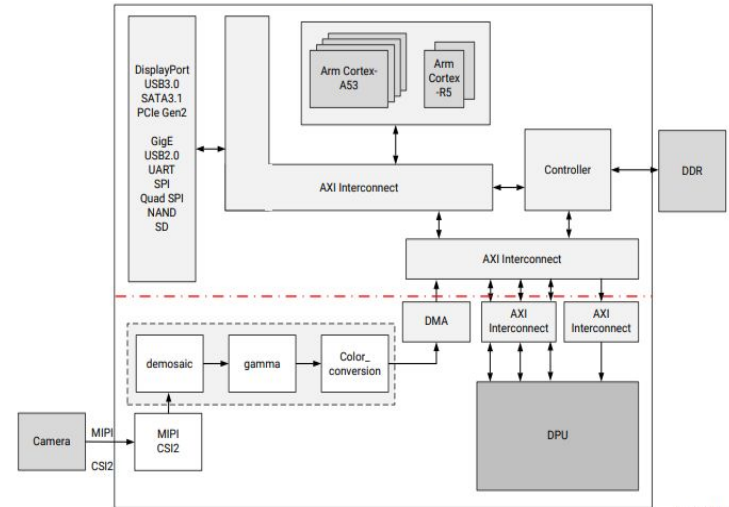 DisplayPort
USB3.0
SATA3.1
PCIe Gen2
GigE
USB2.0
UART
SPI
Quad SPI
NAND
SD
Arm Cortex-
A53
Arm
Cortex
-R5
AXI Interconnect
Controller
DDR
AXI Interconnect
DMA
AXI
Interconnect
AXI
Interconnect
demosaic
gamma
Color_
conversion
Camera
MIPI
CSI2
MIPI
CSI2
DPU